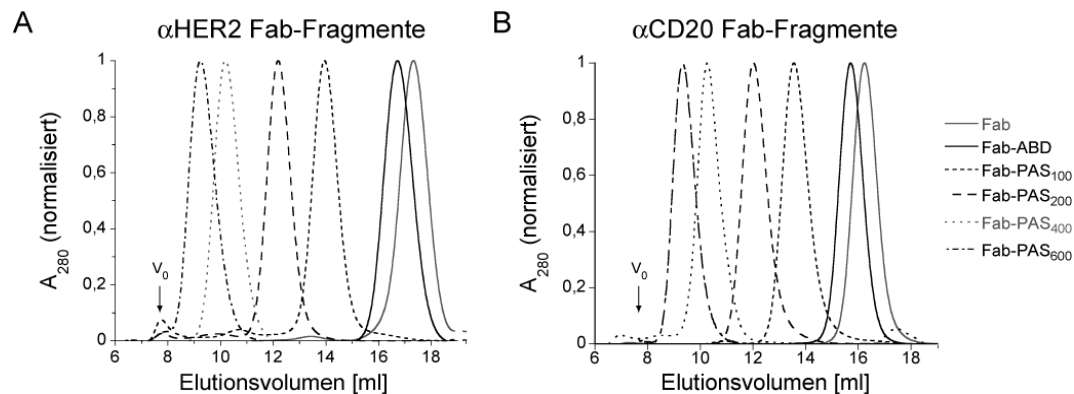 A
αHER2 Fab-Fragmente
A280 (normalisiert)
1
0,8
0,6
0,4
0,2
0
V0
6 8 10 12 14 16 18
Elutionsvolumen [ml]
B
αCD20 Fab-Fragmente
A280 (normalisiert)
1
0,8
0,6
0,4
0,2
0
V0
6 8 10 12 14 16 18
Elutionsvolumen [ml]
Fab
Fab-ABD
Fab-PAS100
Fab-PAS200
Fab-PAS400
Fab-PAS600